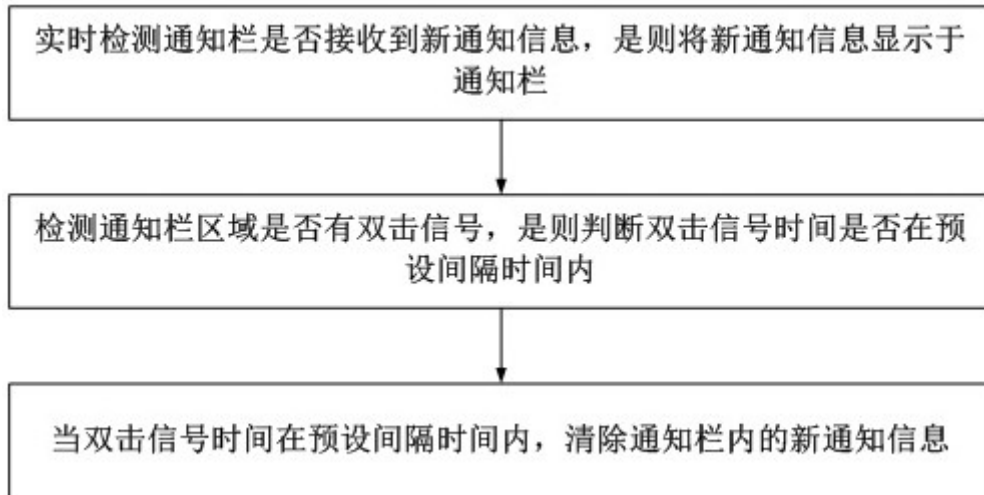 实时检测通知栏是否接收到新通知信息，是则将新通知信息显示于
通知栏
检测通知栏区域是否有双击信号，是则判断双击信号时间是否在预
设间隔时间内
当双击信号时间在预设间隔时间内，清除通知栏内的新通知信息